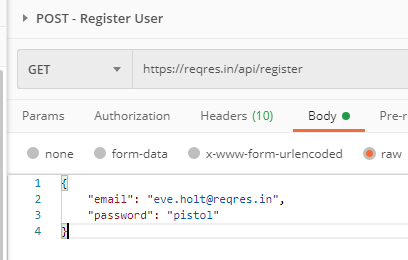 POST - Register User
GET https://reqres.in/api/register
Params Authorization Headers (10) Body Pre-r
none form-data x-www-form-urlencoded raw
1 {
2 "email": "eve.holt@reqres.in",
3 "password": "pistol"
4 }